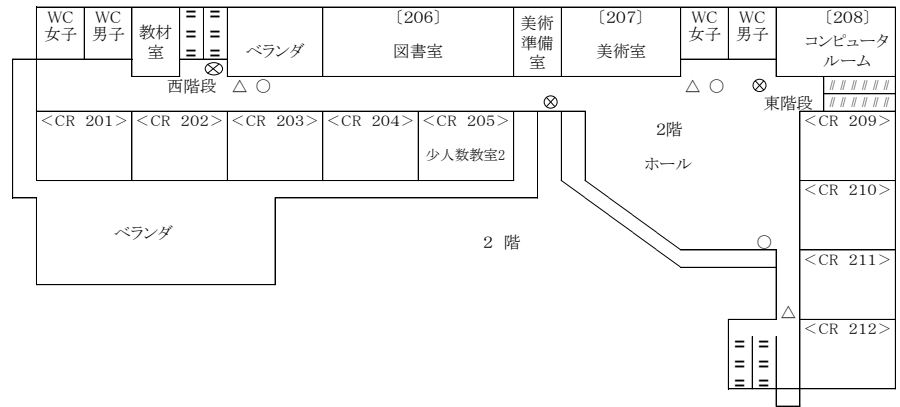 WC
女子
WC
男子
教材
室
ベランダ
〔206〕
図書室
美術
準備
室
〔207〕
美術室
WC
女子
WC
男子
〔208〕
コンピュータ
ルーム
西階段
東階段
<CR 201>
<CR 202>
<CR 203>
<CR 204>
<CR 205>
少人数教室2
2階
ホール
<CR 209>
<CR 210>
<CR 211>
<CR 212>
ベランダ
2 階